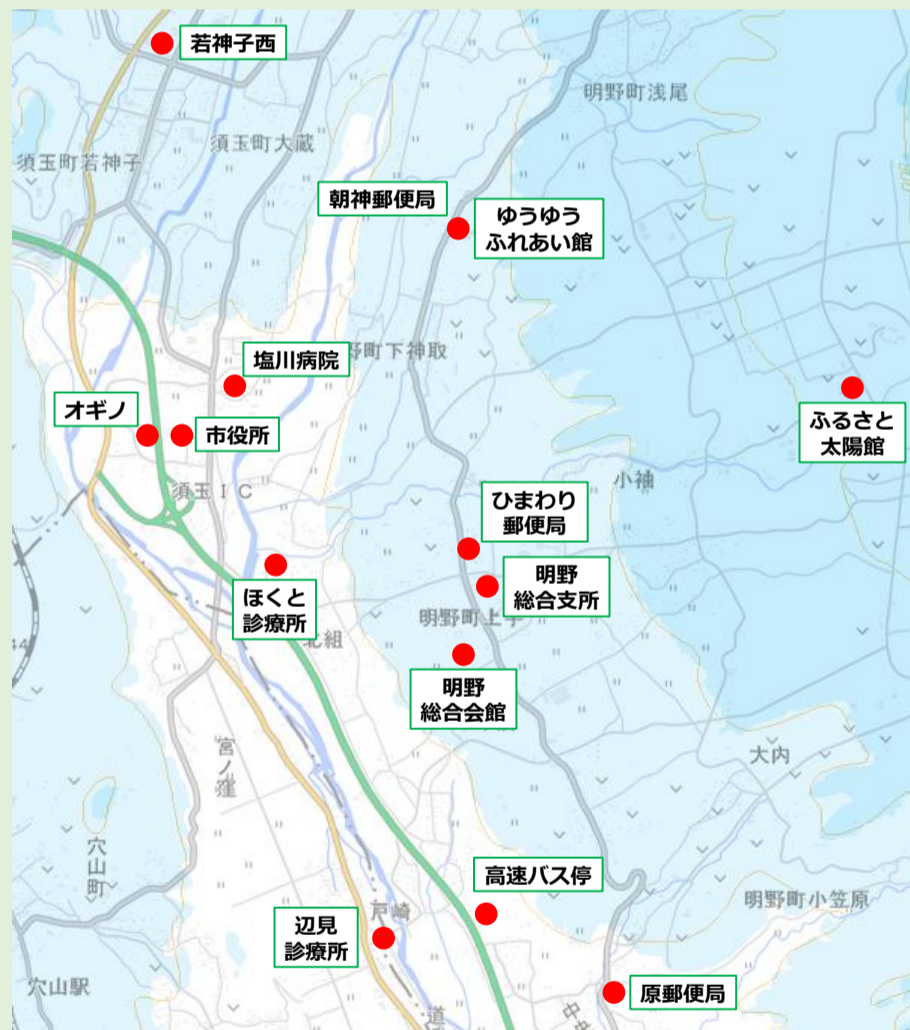 若神子西
明野町浅尾
須玉町大蔵
須玉町若神子
朝神郵便局
ゆうゆう
ふれあい館
野町下神取
塩川病院
オギノ
市役所
ふるさと
太陽館
須玉IC
小袖
ひまわり
郵便局
明野
総合支所
ほくと
診療所
明野町上手
北組
明野
総合会館
宮ノ窪
大内
穴山町
高速バス停
明野町小笠原
戸崎
辺見
診療所
穴山駅
原郵便局
道